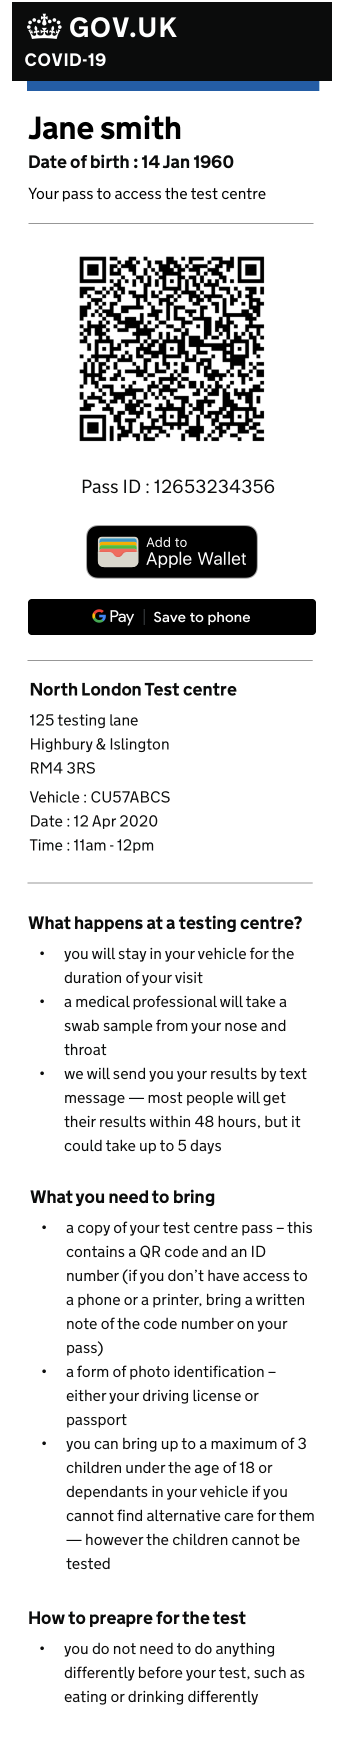 GOV.UK
COVID-19
Jane smith
Date of birth : 14 Jan 1960
Your pass to access the test centre
Pass ID : 12653234356
Add to
Apple Wallet
G Pay | Save to phone
North London Test centre
125 testing lane
Highbury & Islington
RM4 3RS
Vehicle : CU57ABCS
Date : 12 Apr 2020
Time : 11am - 12pm
What happens at a testing centre?
• you will stay in your vehicle for the
duration of your visit
• a medical professional will take a
swab sample from your nose and
throat
• we will send you your results by text
message — most people will get
their results within 48 hours, but it
could take up to 5 days
What you need to bring
• a copy of your test centre pass – this
contains a QR code and an ID
number (if you don’t have access to
a phone or a printer, bring a written
note of the code number on your
pass)
• a form of photo identification –
either your driving license or
passport
• you can bring up to a maximum of 3
children under the age of 18 or
dependants in your vehicle if you
cannot find alternative care for them
— however the children cannot be
tested
How to preapre for the test
• you do not need to do anything
differently before your test, such as
eating or drinking differently